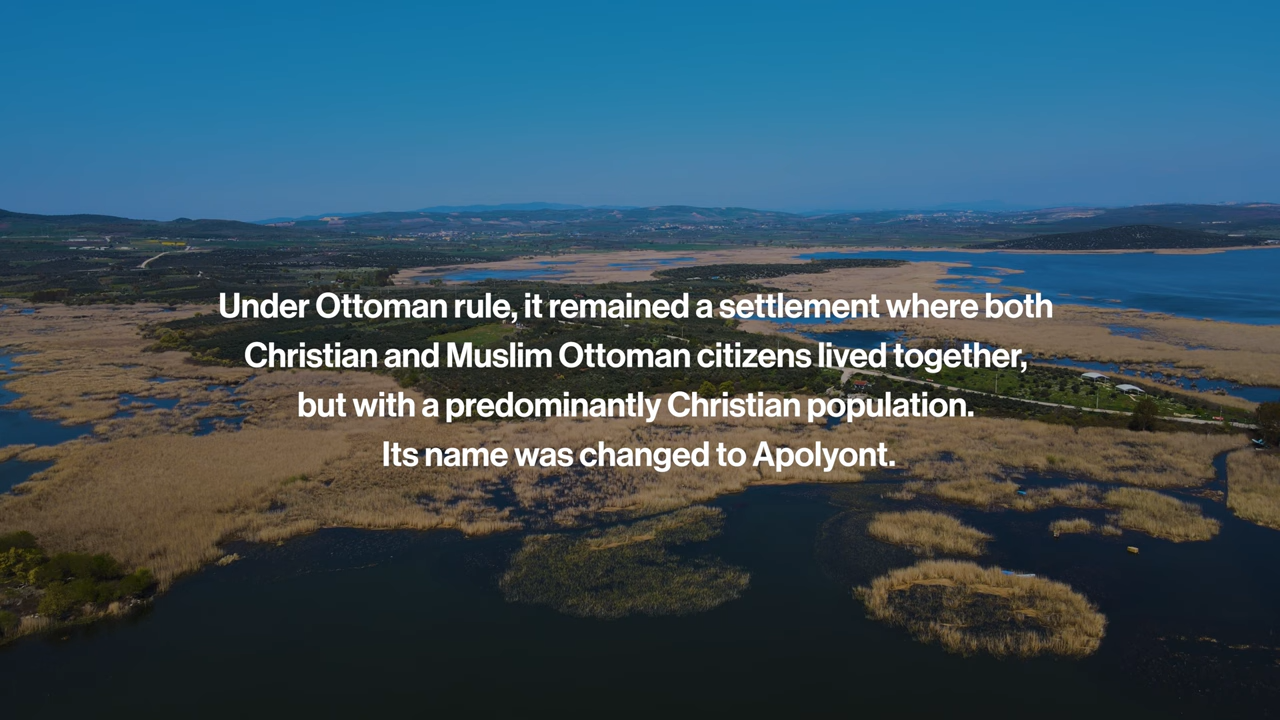 Under Ottoman rule, it remained a settlement where both
Christian and Muslim Ottoman citizens lived together,
but with a predominantly Christian population.
Its name was changed to Apolyont.